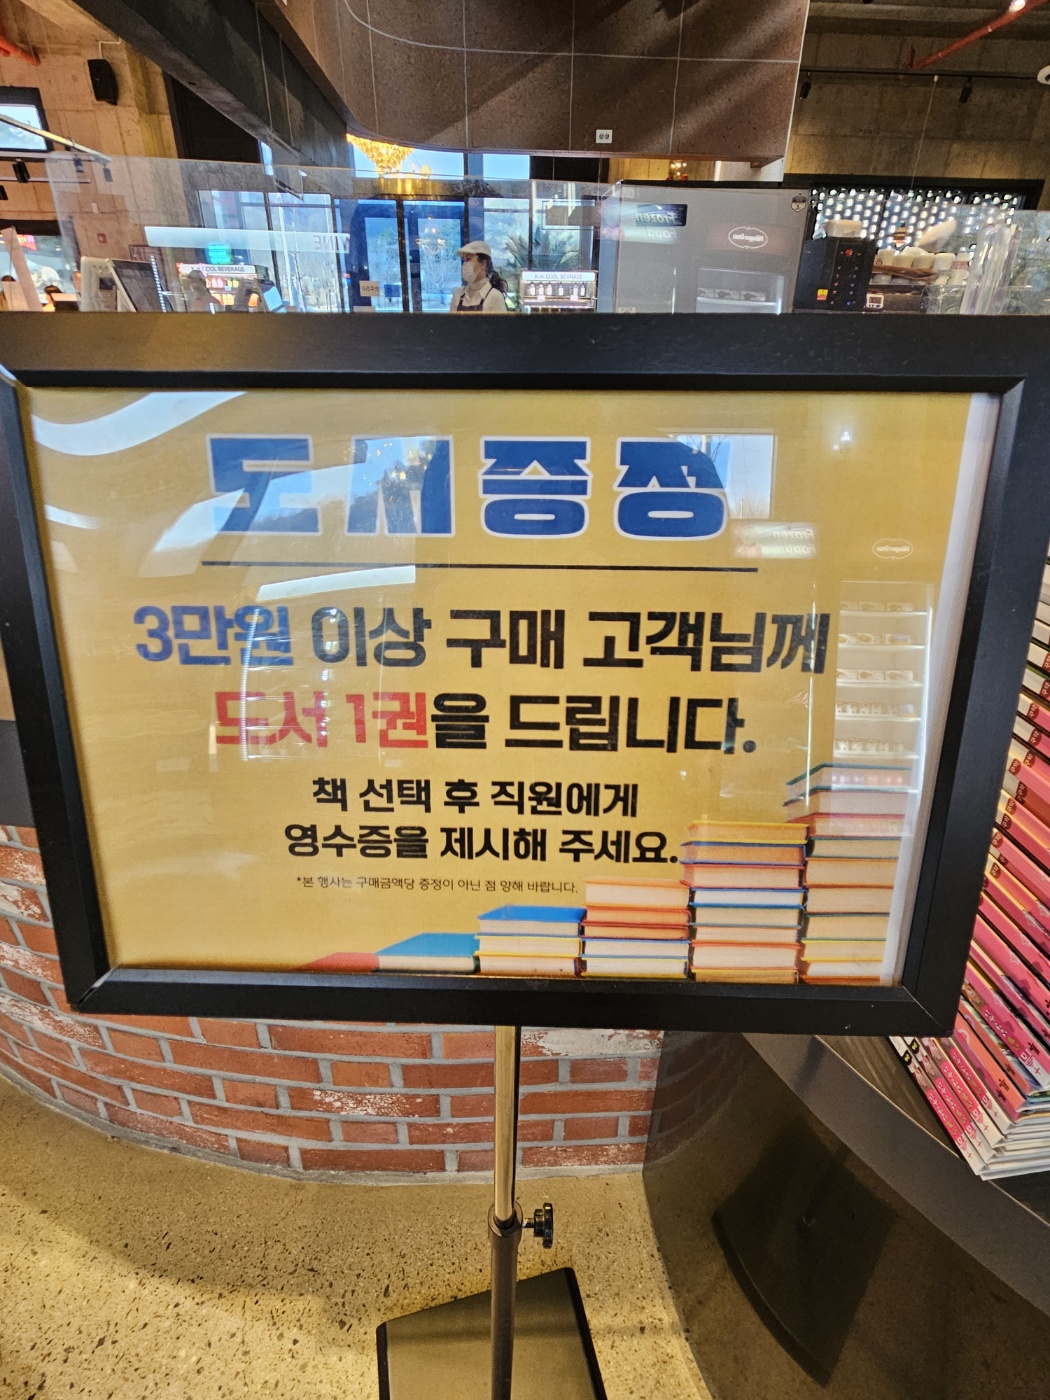 도서증정
3만원 이상 구매 고객님께
도서 1권을 드립니다.
책 선택 후 직원에게
영수증을 제시해 주세요.
*본 행사는 구매금액당 증정이 아닌 점 양해 바랍니다.